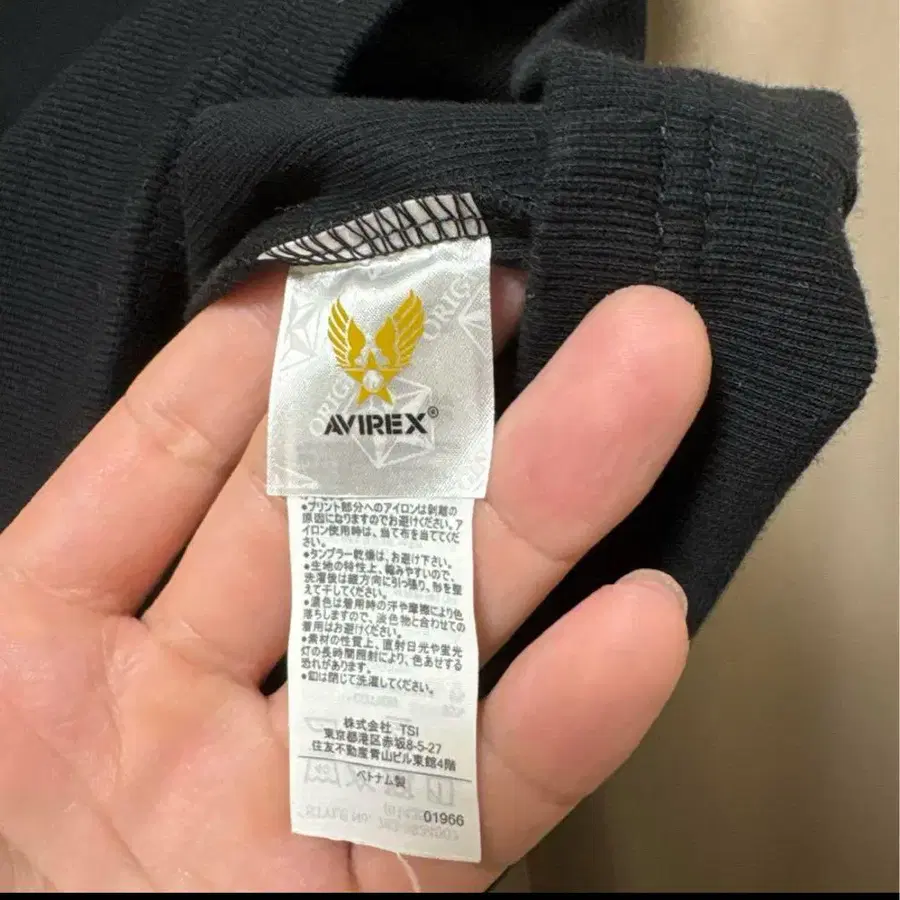 AVIREX®
•プリント部分へのアイロンは剥離の
原因になりますのでお避けください。ア
イロン使用時は、当て布を当ててくだ
さい。
•タンブラー乾燥は、お避け下さい。
•生地の特性上、縮みやすいので、
洗濯後は縦方向に引っ張り、形を整
えて干してください。
•濃色は着用時の汗や摩擦により色
落ちしますので、淡色物と合わせての
着用はお避けください。
•素材の性質上、直射日光や蛍光
灯の長時間照射により、色あせする
恐れがあります。
•釦は閉じて洗濯してください。
株式会社 TSI
東京都港区赤坂8-5-27
住友不動産青山ビル東館4階
ベトナム製
01966